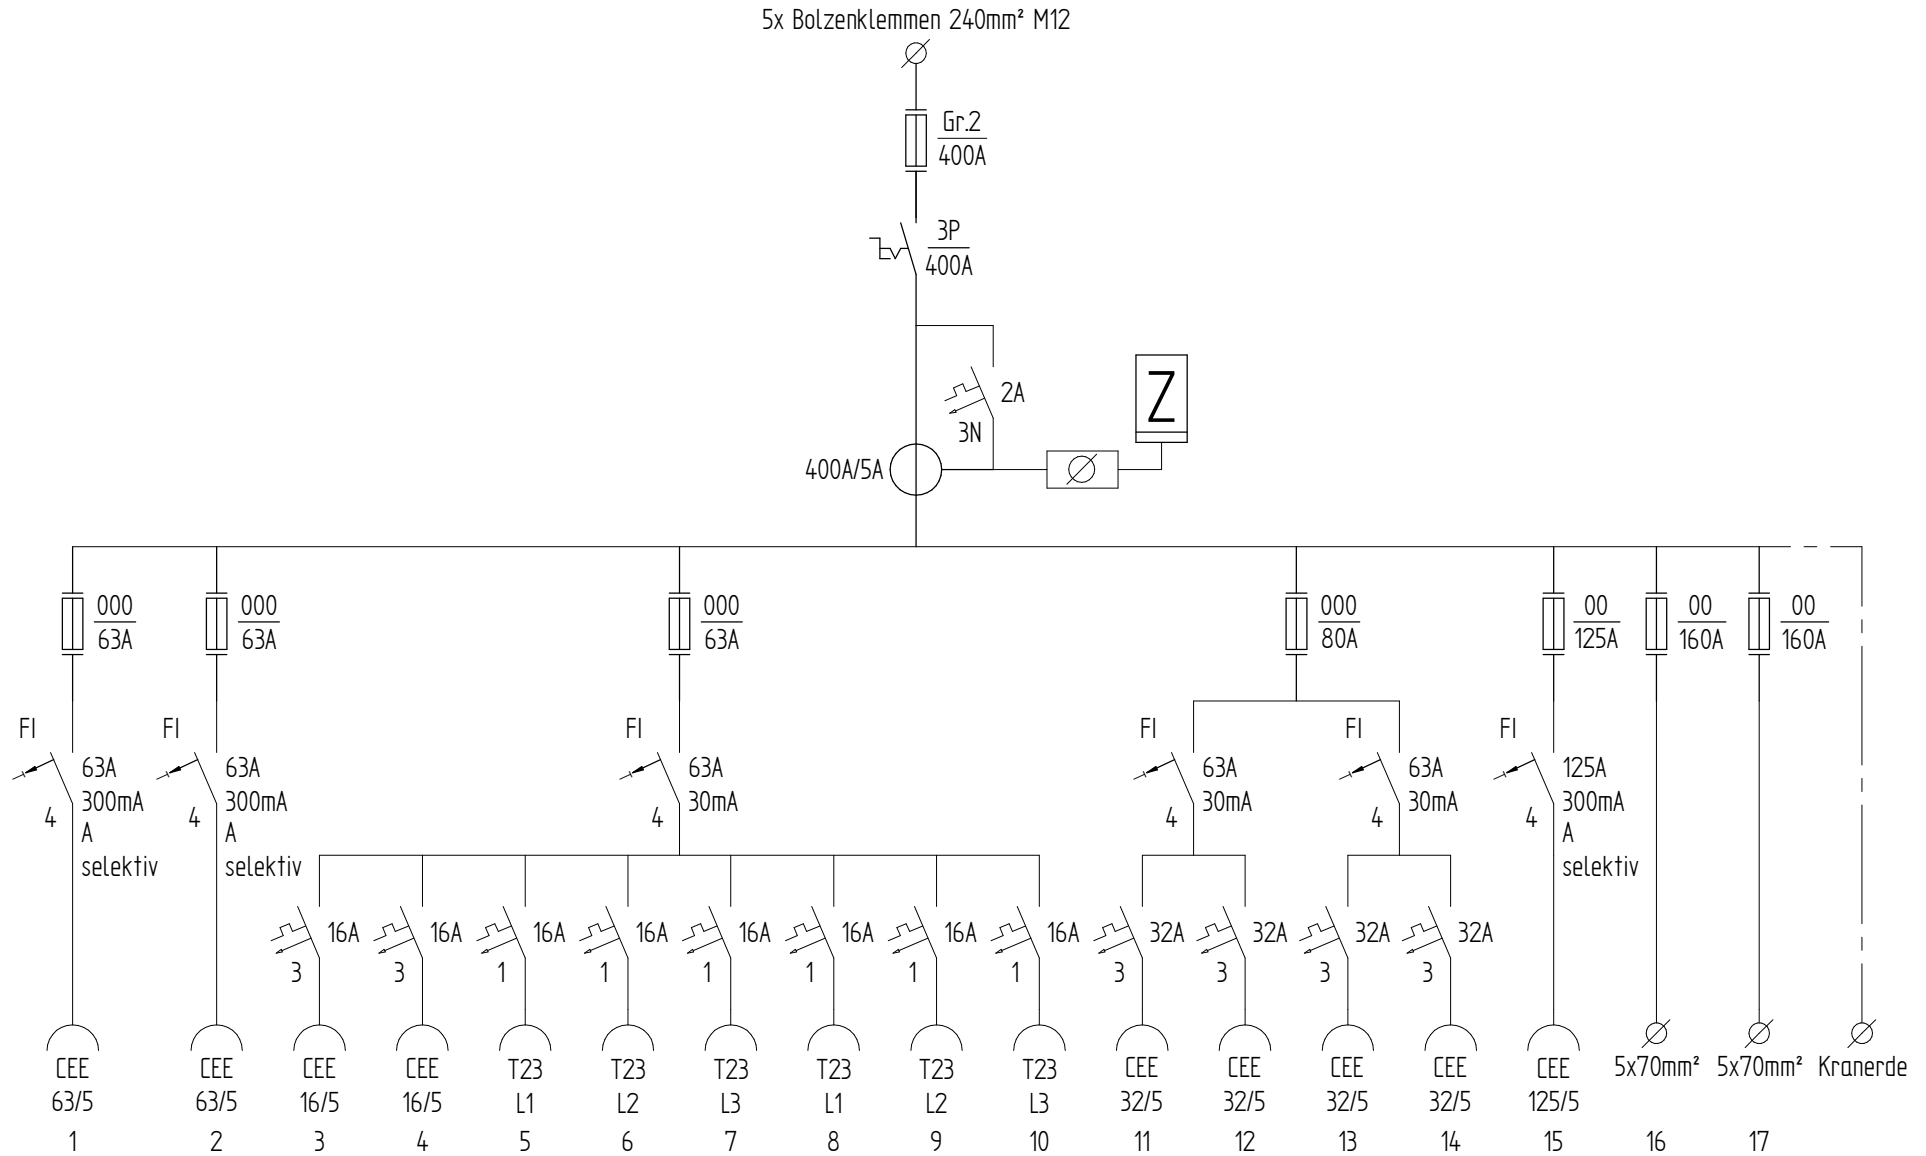 5x Bolzenklemmen 240mm² M12
Gr.2
400A
3P
400A
2A
3N
Z
400A/5A
000 000 000 000 00 00 00
63A 63A 63A 80A 125A 160A 160A
FI FI FI FI FI FI
63A 63A 63A 63A 63A 125A
300mA 300mA 30mA 30mA 30mA 300mA
4 4 4 4 4 4
A A A
selektiv selektiv selektiv
16A 16A 16A 16A 16A 16A 16A 16A 32A 32A 32A 32A
3 3 1 1 1 1 1 1 3 3 3 3
CEE CEE CEE CEE T23 T23 T23 T23 T23 T23 CEE CEE CEE CEE CEE 5x70mm² 5x70mm² Kranerde
63/5 63/5 16/5 16/5 L1 L2 L3 L1 L2 L3 32/5 32/5 32/5 32/5 125/5
1 2 3 4 5 6 7 8 9 10 11 12 13 14 15 16 17